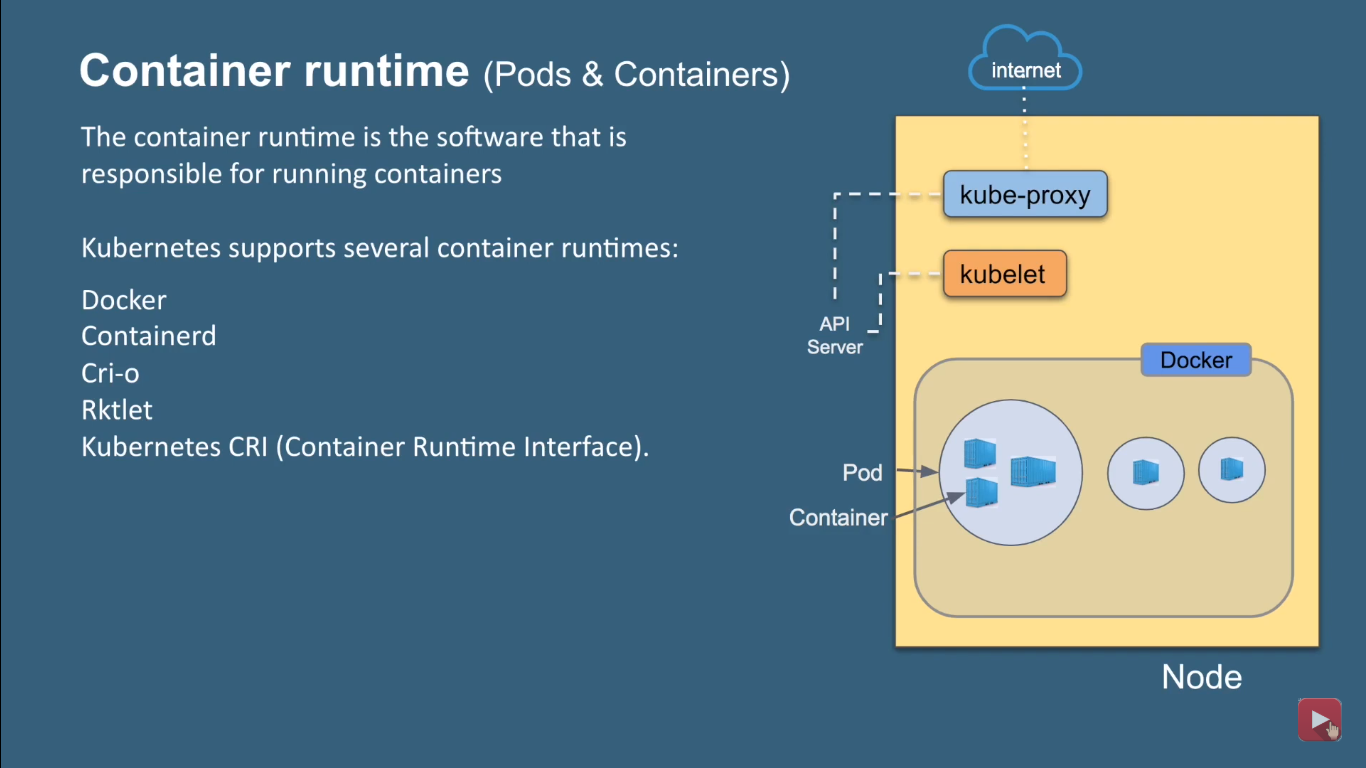 Container runtime (Pods & Containers)
The container runtime is the software that is
responsible for running containers
Kubernetes supports several container runtimes:
Docker
Containerd
Cri-o
Rktlet
Kubernetes CRI (Container Runtime Interface).
internet
kube-proxy
kubelet
API
Server
Docker
Pod
Container
Node